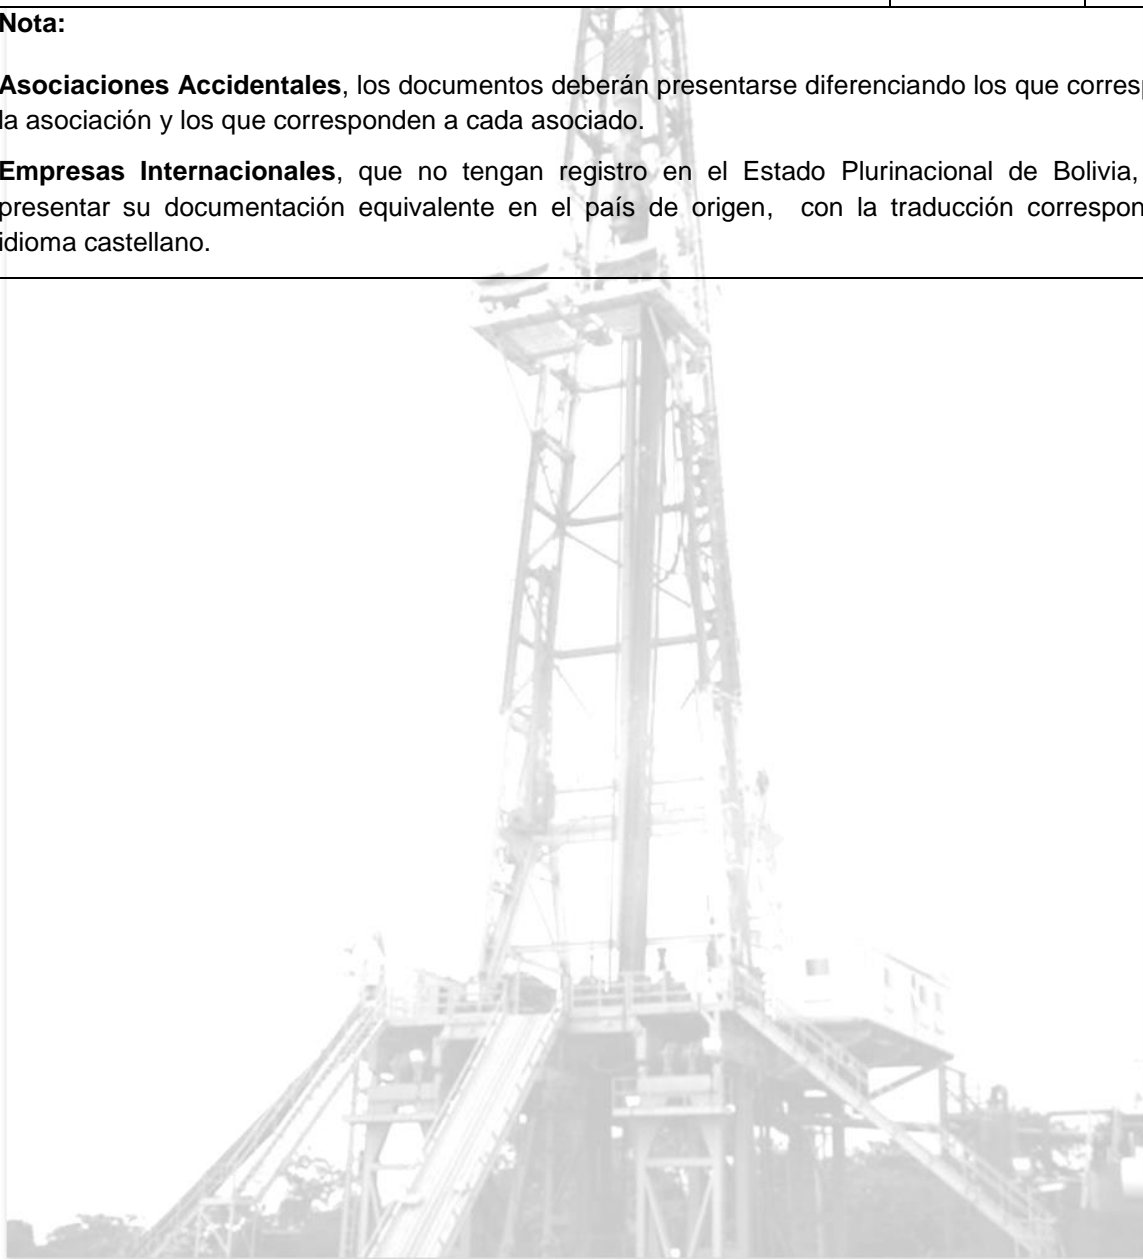 Nota:
Asociaciones Accidentales, los documentos deberán presentarse diferenciando los que corresp
la asociación y los que corresponden a cada asociado.
Empresas Internacionales, que no tengan registro en el Estado Plurinacional de Bolivia,
presentar su documentación equivalente en el país de origen, con la traducción correspon
idioma castellano.